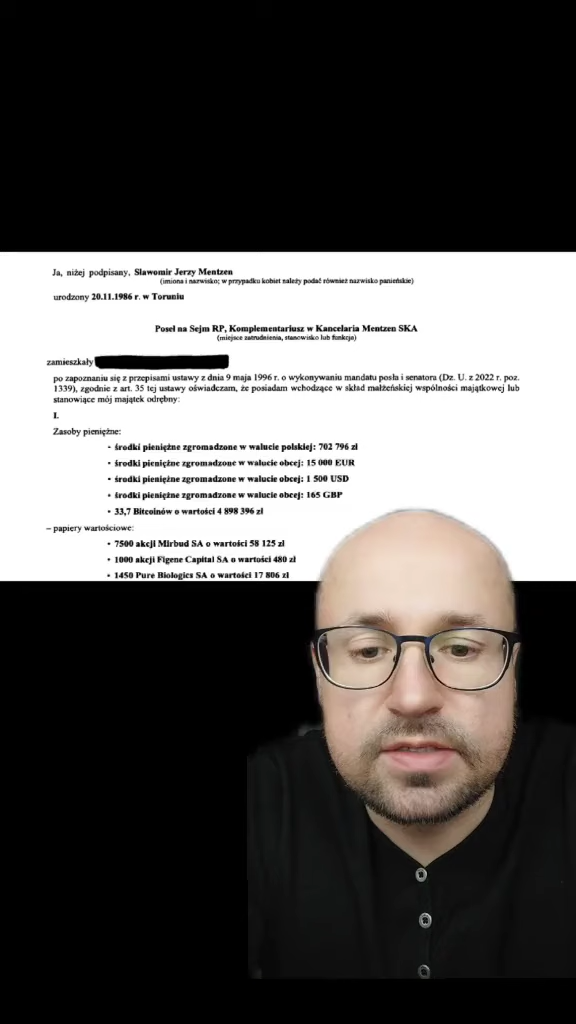 Ja, niżej podpisany, Sławomir Jerzy Mentzen
(imiona i nazwisko; w przypadku kobiet należy podać również nazwisko panieńskie)
urodzony 20.11.1986 r. w Toruniu
Poseł na Sejm RP, Komplementariusz w Kancelaria Mentzen SKA
(miejsce zatrudnienia, stanowisko lub funkcja)
zamieszkały
po zapoznaniu się z przepisami ustawy z dnia 9 maja 1996 r. o wykonywaniu mandatu posła i senatora (Dz. U. z 2022 r. poz.
1339), zgodnie z art. 35 tej ustawy oświadczam, że posiadam wchodzące w skład małżeńskiej wspólności majątkowej lub
stanowiące mój majątek odrębny:
I.
Zasoby pieniężne:
• środki pieniężne zgromadzone w walucie polskiej: 702 796 zł
• środki pieniężne zgromadzone w walucie obcej: 15 000 EUR
• środki pieniężne zgromadzone w walucie obcej: 1 500 USD
• środki pieniężne zgromadzone w walucie obcej: 165 GBP
• 33,7 Bitcoinów o wartości 4 898 396 zł
– papiery wartościowe:
• 7500 akcji Mirbud SA o wartości 58 125 zł
• 1000 akcji Figene Capital SA o wartości 480 zł
• 1450 Pure Biologics SA o wartości 17 806 zł